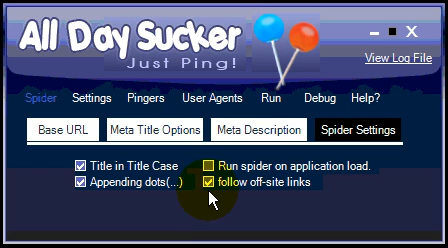 All Day Sucker
Just Ping!
View Log File
Spider Settings Pingers User Agents Run Debug Help?
Base URL Meta Title Options Meta Description Spider Settings
Title in Title Case Run spider on application load.
Appending dots(...) follow off-site links